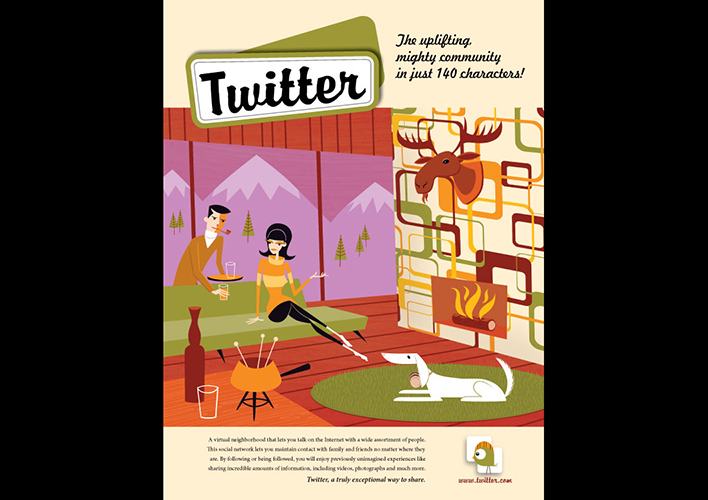 Twitter
The uplifting,
mighty community
in just 140 characters!
A virtual neighborhood that lets you talk on the Internet with a wide assortment of people.
This social network lets you maintain contact with family and friends no matter where they
are. By following or being followed, you will enjoy previously unimagined experiences like
sharing incredible amounts of information, including videos, photographs and much more.
Twitter, a truly exceptional way to share.
www.twitter.com